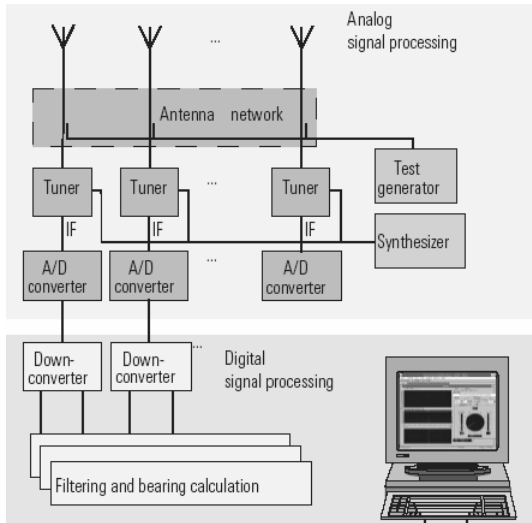 Analog
signal processing
...
Antenna network
Test
generator
Tuner
Tuner
...
Tuner
IF
IF
IF
Synthesizer
A/D
converter
A/D
converter
...
A/D
converter
Down-
converter
Down-
converter
...
Digital
signal processing
Filtering and bearing calculation